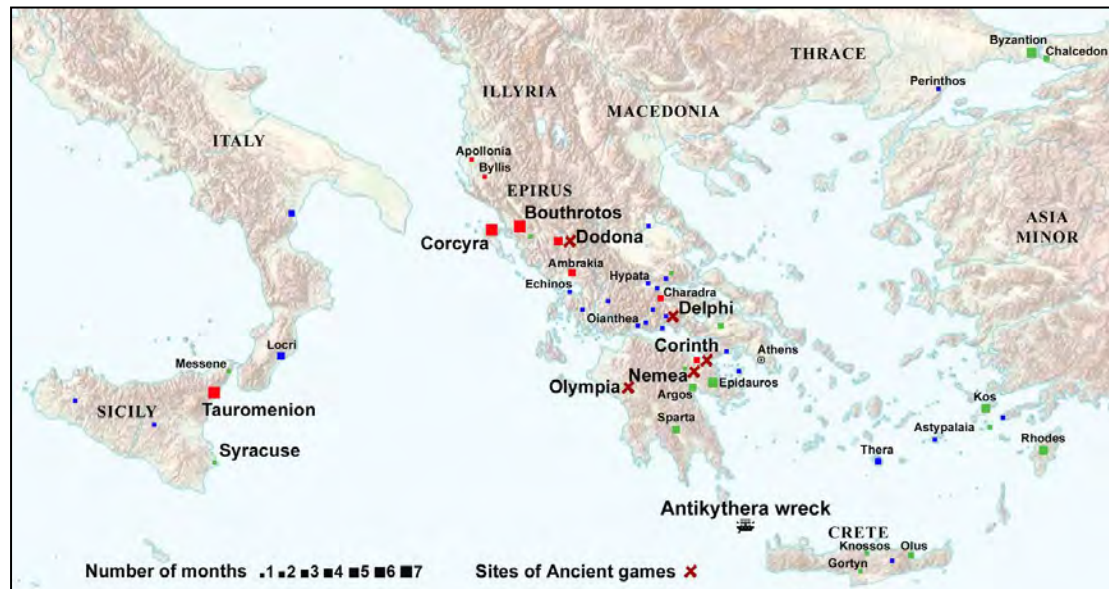 THRACE
Byzantion
Chalcedon
Perinthos
ILLYRIA
MACEDONIA
ITALY
Apollonia
Byllis
EPIRUS
Bouthrotos
Corcyra
Dodona
ASIA
MINOR
Ambrakia
Echinos
Hypata
Charadra
Oianthea
Delphi
Corinth
Athens
Locri
Messene
Nemea
Epidauros
Olympia
Argos
Kos
SICILY
Tauromenion
Sparta
Astypalaia
Rhodes
Syracuse
Thera
Antikythera wreck
CRETE
Knossos
Olus
Gortyn
Number of months 1 2 3 4 5 6 7
Sites of Ancient games